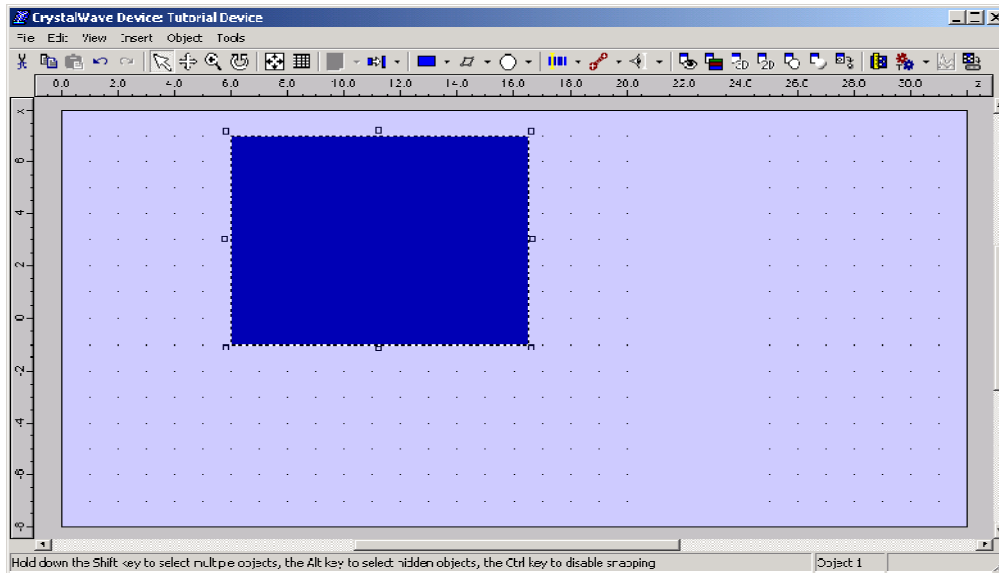 CrystalWave Device: Tutorial Device
File Edit View Insert Object Tools
0.0 2.0 4.0 6.0 8.0 10.0 12.0 14.0 16.0 18.0 20.0 22.0 24.0 26.0 28.0 30.0 z
x
6
4
2
0
-2
-4
-6
-8
Hold down the Shift key to select multiple objects, the Alt key to select hidden objects, the Ctrl key to disable snapping
Object 1